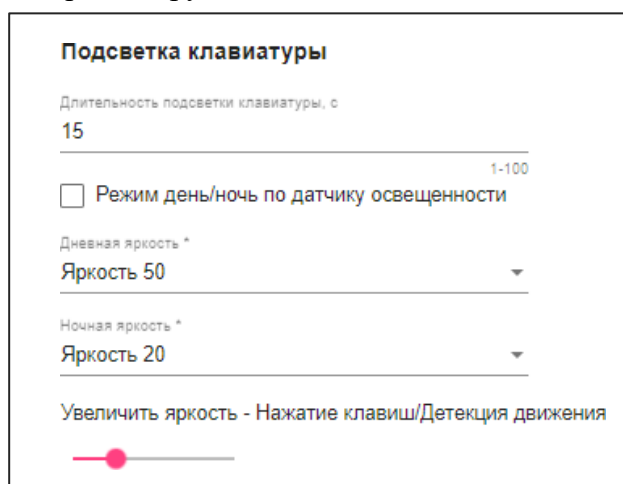 Подсветка клавиатуры
Длительность подсветки клавиатуры, с
15
1-100
Режим день/ночь по датчику освещенности
Дневная яркость *
Яркость 50
Ночная яркость *
Яркость 20
Увеличить яркость - Нажатие клавиш/Детекция движения